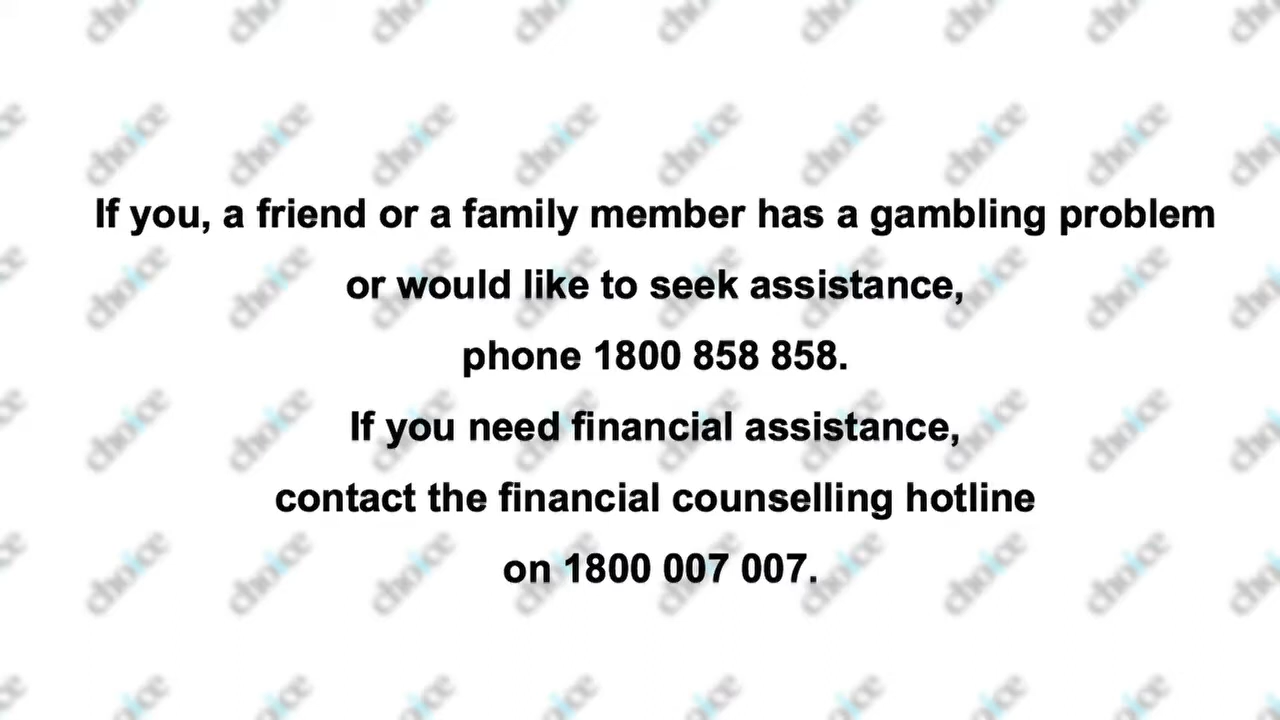 If you, a friend or a family member has a gambling problem
or would like to seek assistance,
phone 1800 858 858.
If you need financial assistance,
contact the financial counselling hotline
on 1800 007 007.
choice